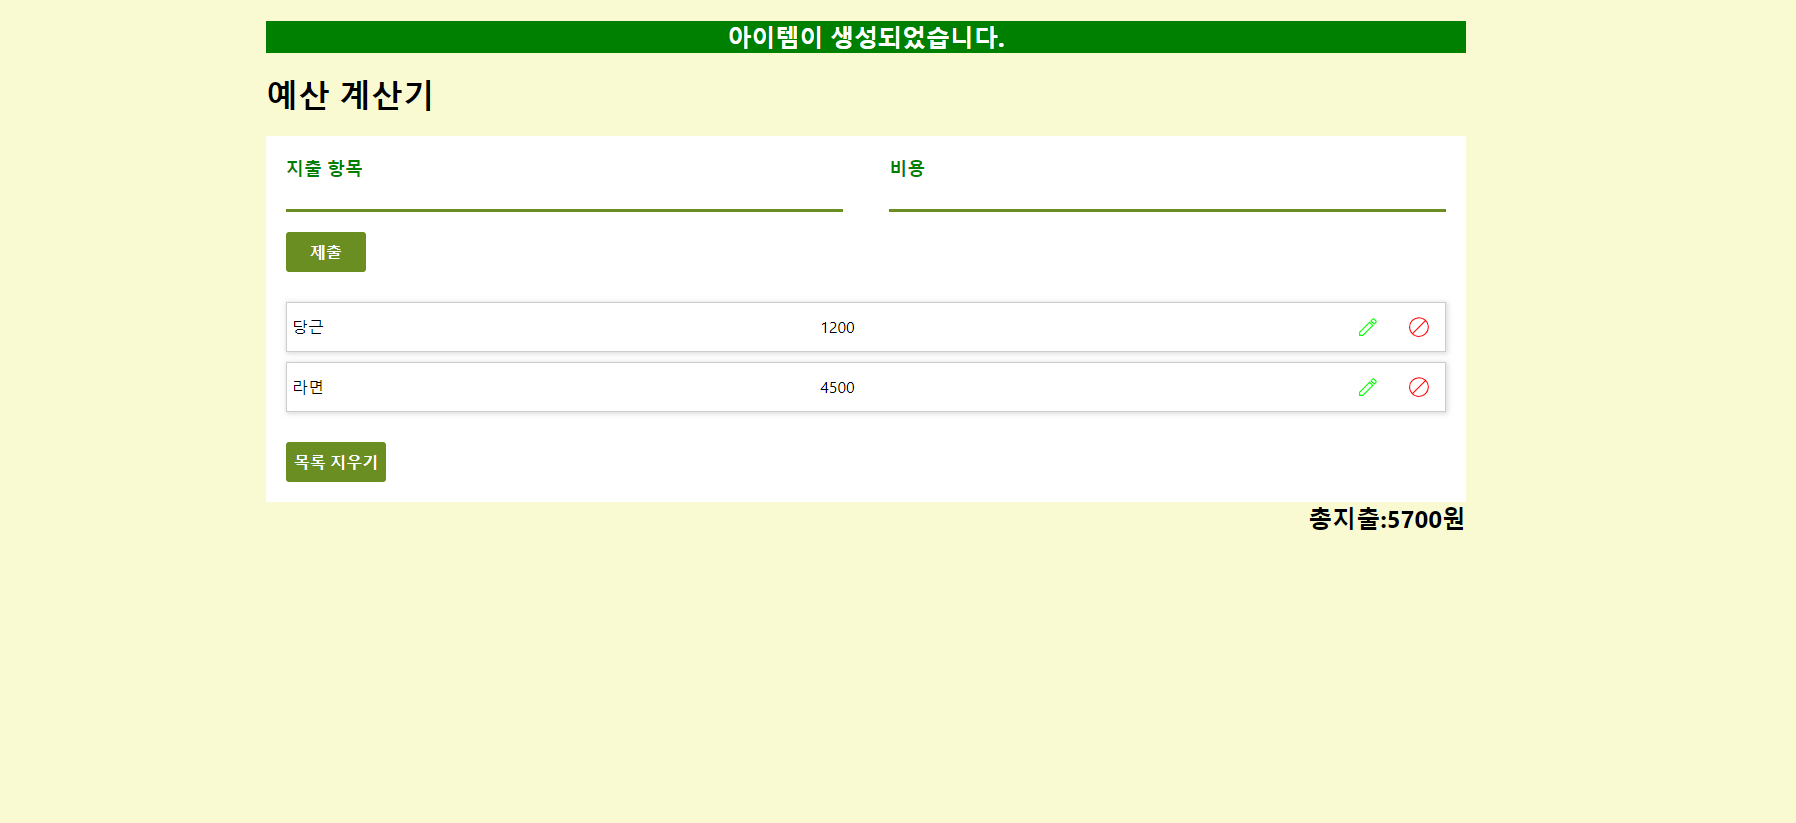 아이템이 생성되었습니다.
예산 계산기
지출 항목
비용
제출
당근 1200
라면 4500
목록 지우기
총지출:5700원